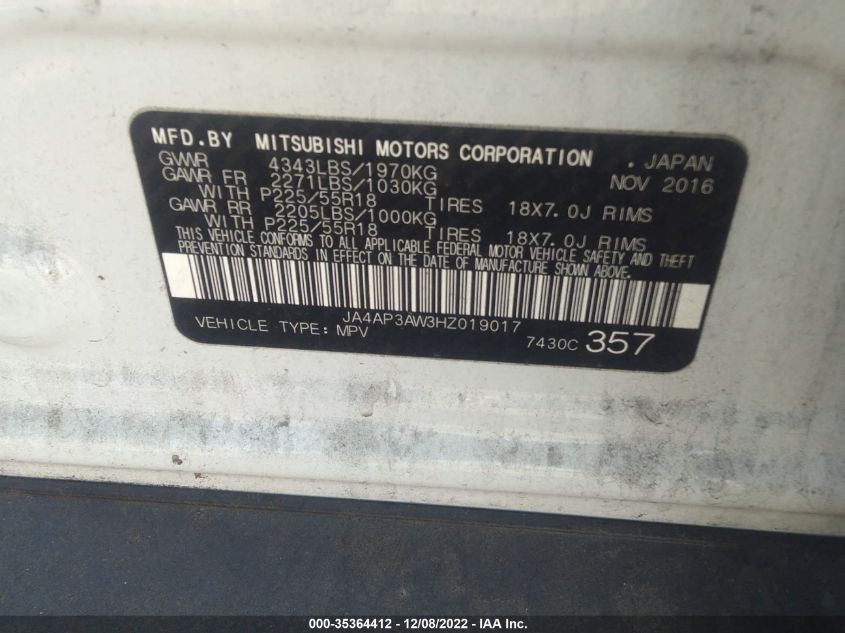 MFD.BY MITSUBISHI MOTORS CORPORATION . JAPAN
GVWR 4343LBS/1970KG NOV 2016
GAWR FR 2271LBS/1030KG
WITH P225/55R18 TIRES 18X7.0J RIMS
GAWR RR 2205LBS/1000KG
WITH P225/55R18 TIRES 18X7.0J RIMS
THIS VEHICLE CONFORMS TO ALL APPLICABLE FEDERAL MOTOR VEHICLE SAFETY AND THEFT
PREVENTION STANDARDS IN EFFECT ON THE DATE OF MANUFACTURE SHOWN ABOVE.
JA4AP3AW3HZ019017
VEHICLE TYPE: MPV 7430C 357
000-35364412 - 12/08/2022 - IAA Inc.